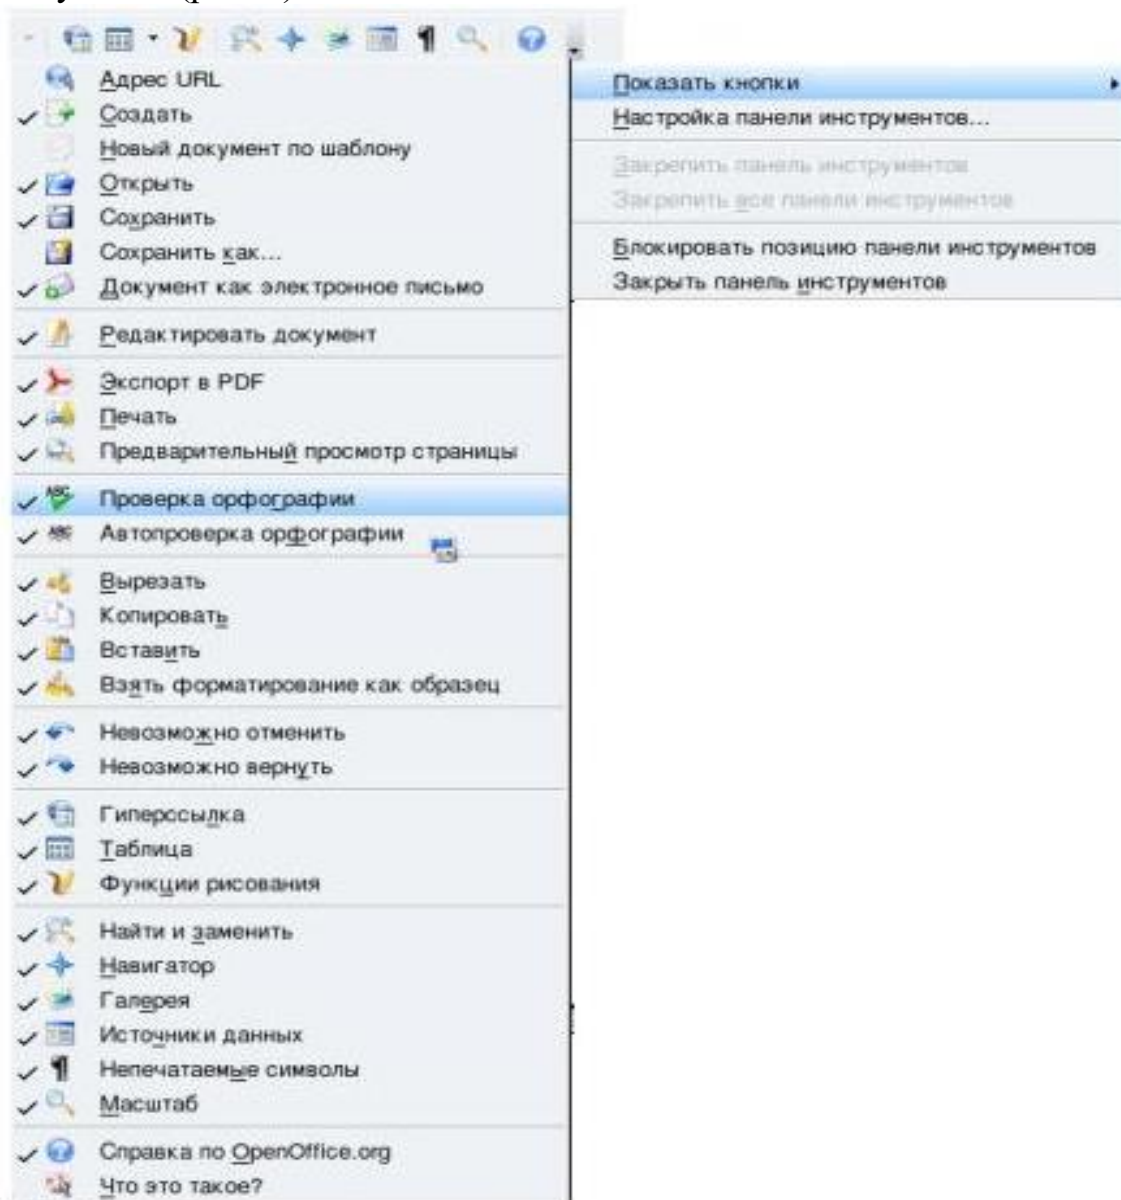 Адрес URL
Создать
Новый документ по шаблону
Открыть
Сохранить
Сохранить как...
Документ как электронное письмо
Редактировать документ
Экспорт в PDF
Печать
Предварительный просмотр страницы
Проверка орфографии
Автопроверка орфографии
Вырезать
Копировать
Вставить
Взять форматирование как образец
Невозможно отменить
Невозможно вернуть
Гиперссылка
Таблица
Функции рисования
Найти и заменить
Навигатор
Галерея
Источники данных
Непечатаемые символы
Масштаб
Справка по OpenOffice.org
Что это такое?
Показать кнопки
Настройка панели инструментов...
Закрепить панель инструментов
Закрепить все панели инструментов
Блокировать позицию панели инструментов
Закрыть панель инструментов